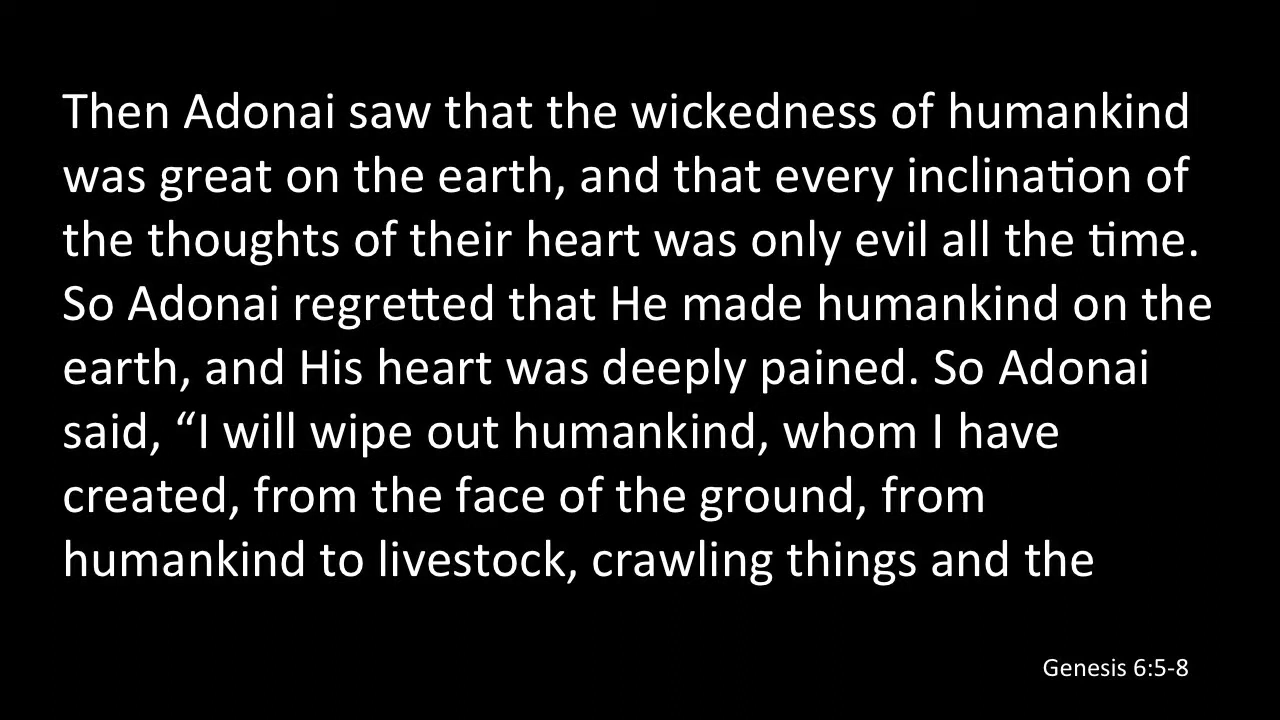 Then Adonai saw that the wickedness of humankind
was great on the earth, and that every inclination of
the thoughts of their heart was only evil all the time.
So Adonai regretted that He made humankind on the
earth, and His heart was deeply pained. So Adonai
said, “I will wipe out humankind, whom I have
created, from the face of the ground, from
humankind to livestock, crawling things and the
Genesis 6:5-8